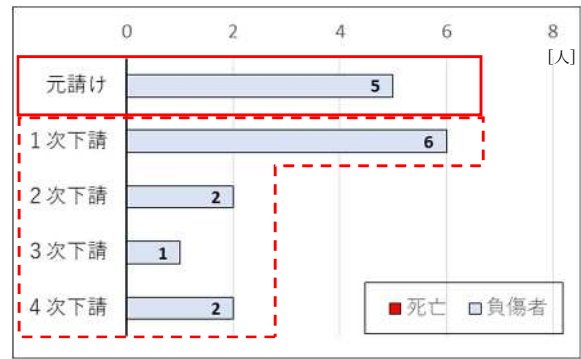 0 2 4 6 8
[人]
元請け 5
1次下請 6
2次下請 2
3次下請 1
4次下請 2
■死亡 □負傷者